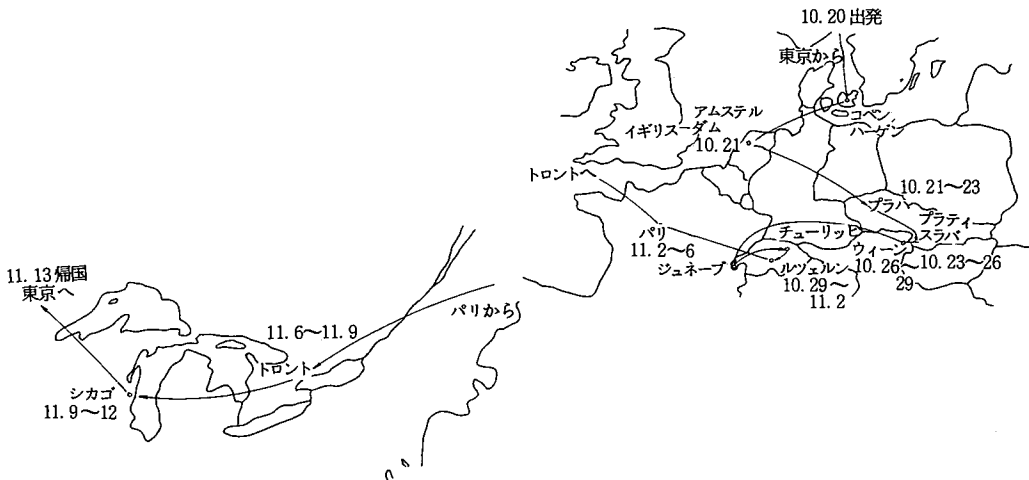 10.20 出発
東京から
コペン
ハーゲン
アムステル
イギリス ダム
10.21
トロントへ
10.21〜23
プラハ
プラティ
スラバ
チューリッヒ
パリ
11.2〜6
ウィーン
ジュネーブ
ルツェルン
10.26〜
29
10.23〜26
10.29〜
11.2
11.13 帰国
東京へ
パリから
11.6〜11.9
トロント
シカゴ
11.9〜12